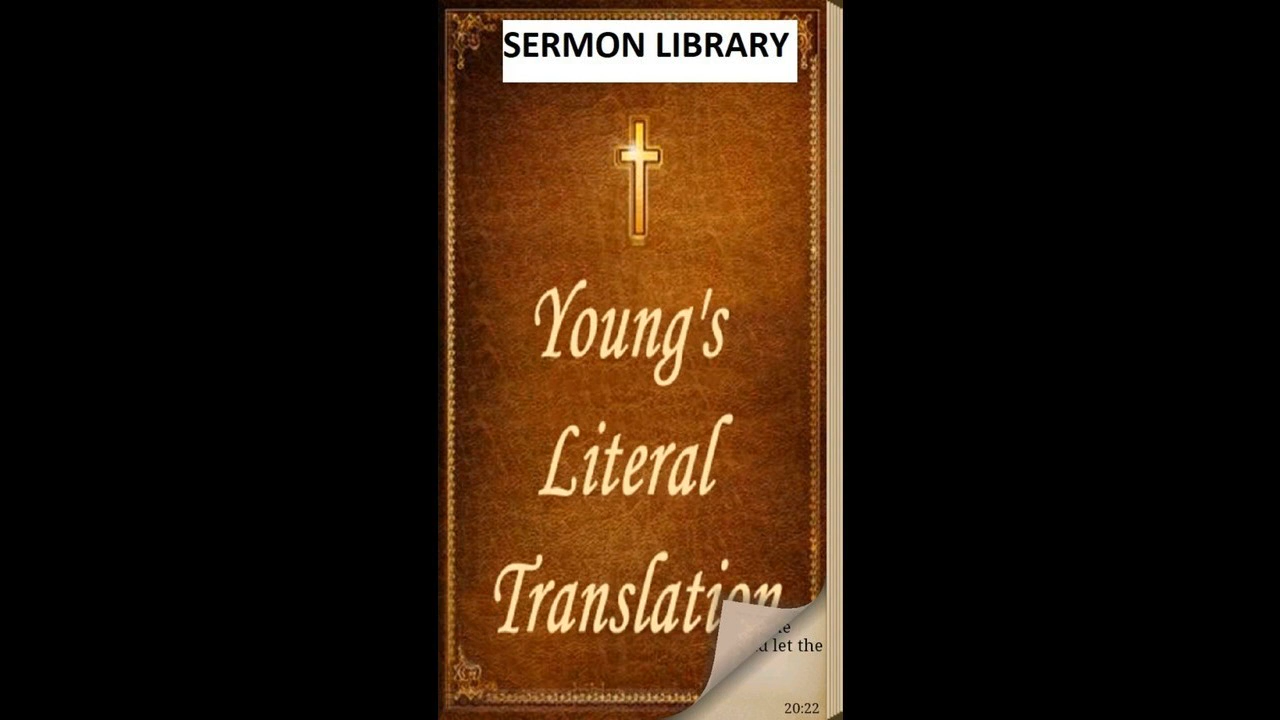 SERMON LIBRARY
Young's
Literal
Translation
let the
20:22